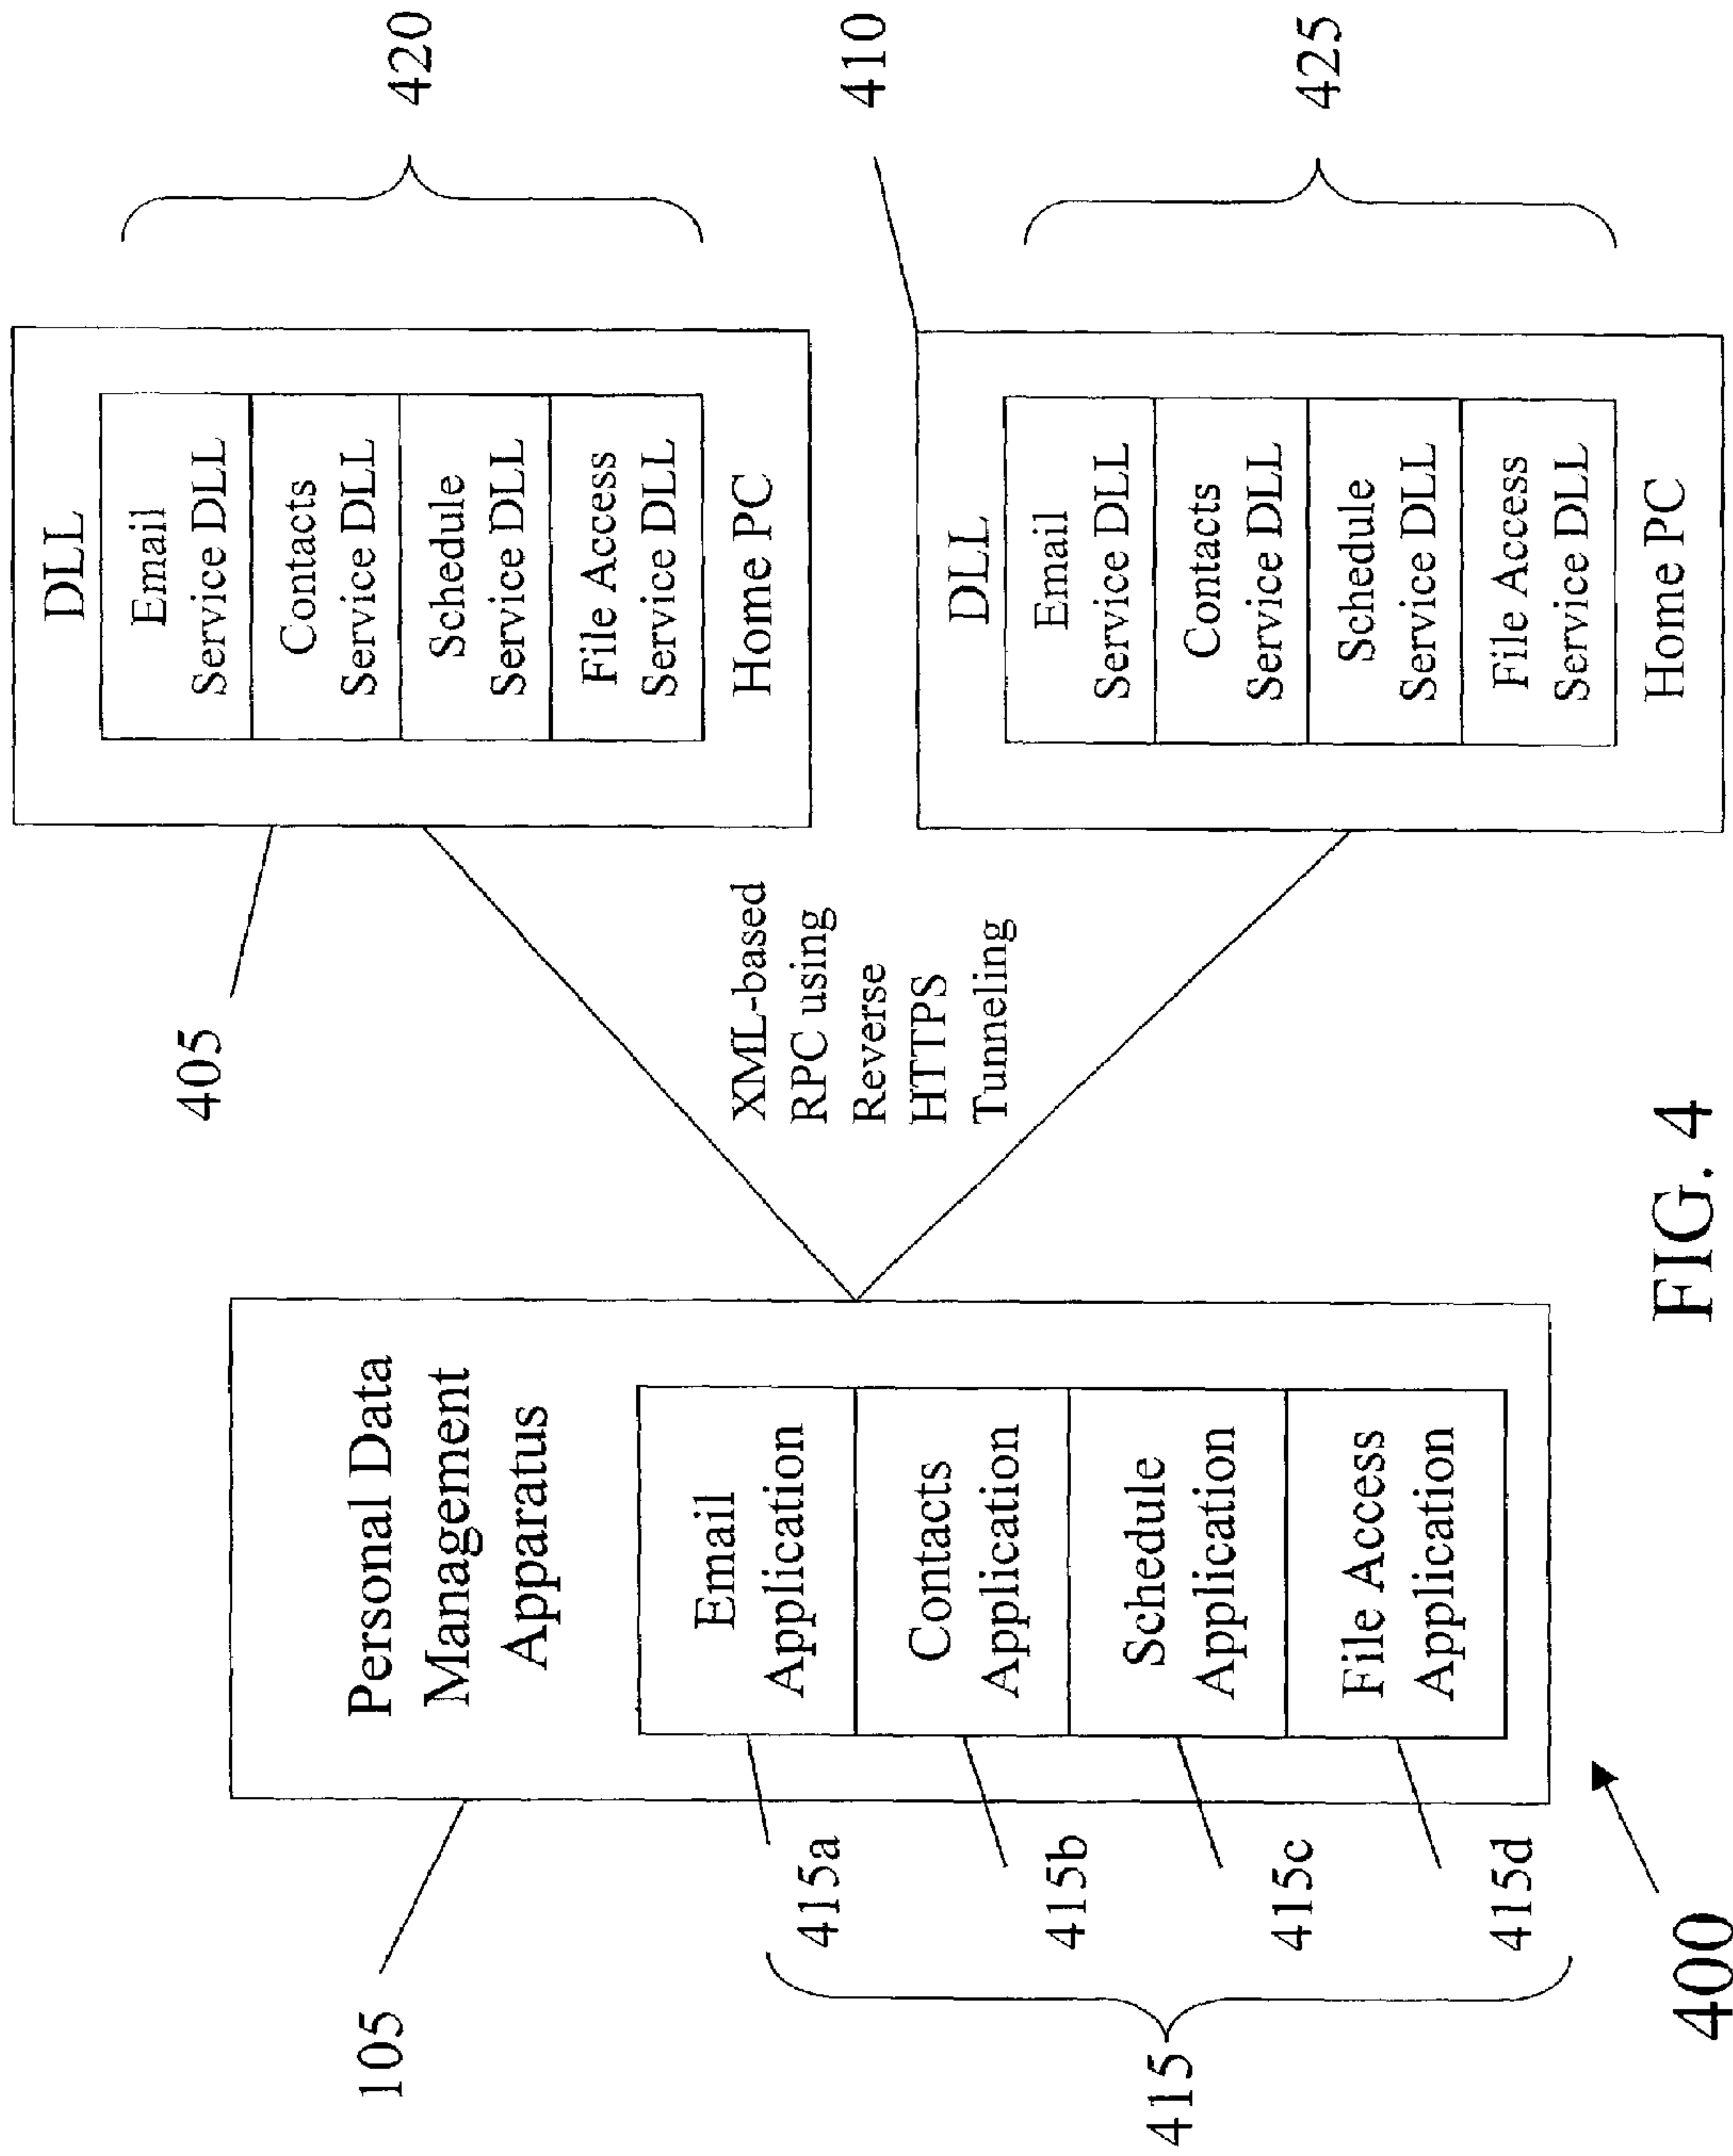 105
Personal Data
Management
Apparatus
Email
Application
Contacts
Application
Schedule
Application
File Access
Application
415a
415b
415c
415d
415
400
XML-based
RPC using
Reverse
HTTPS
Tunneling
405
DLL
Email
Service DLL
Contacts
Service DLL
Schedule
Service DLL
File Access
Service DLL
Home PC
420
410
DLL
Email
Service DLL
Contacts
Service DLL
Schedule
Service DLL
File Access
Service DLL
Home PC
425
FIG. 4